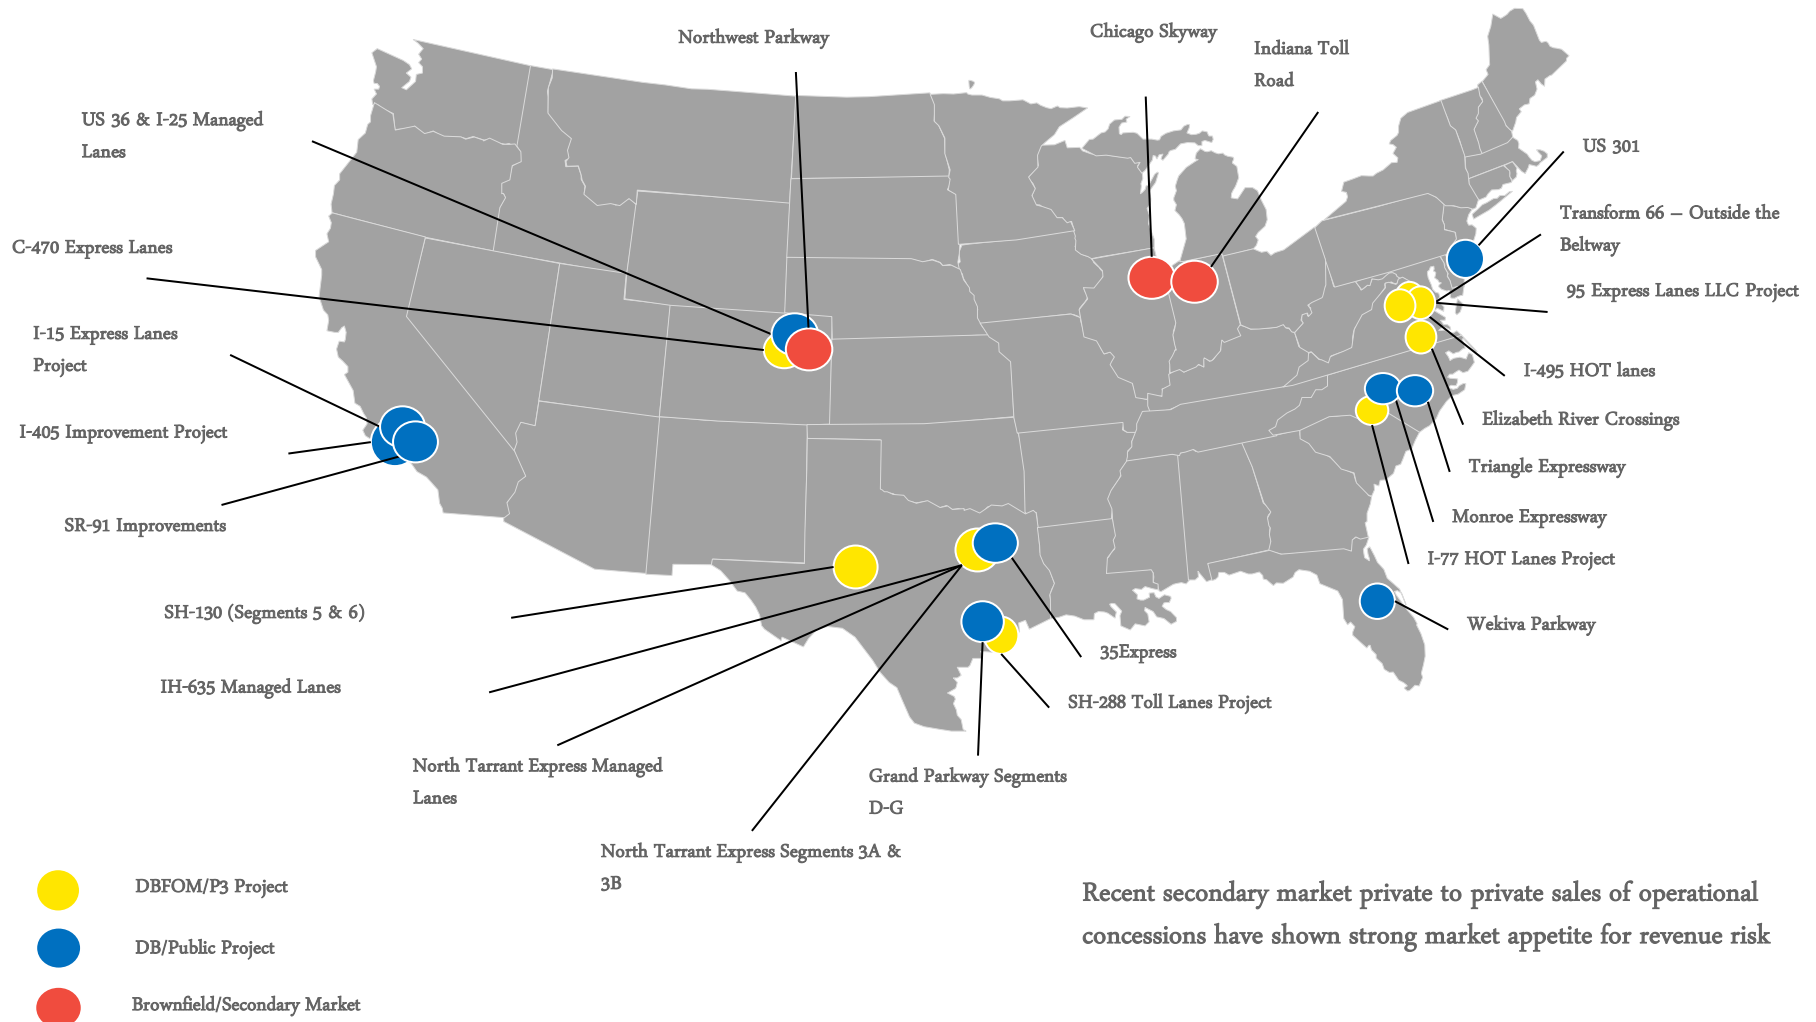 Northwest Parkway
Chicago Skyway
Indiana Toll
Road
US 36 & I-25 Managed
Lanes
US 301
Transform 66 – Outside the
Beltway
C-470 Express Lanes
95 Express Lanes LLC Project
I-15 Express Lanes
Project
I-495 HOT lanes
I-405 Improvement Project
Elizabeth River Crossings
Triangle Expressway
SR-91 Improvements
Monroe Expressway
I-77 HOT Lanes Project
SH-130 (Segments 5 & 6)
Wekiva Parkway
35Express
IH-635 Managed Lanes
SH-288 Toll Lanes Project
North Tarrant Express Managed
Lanes
Grand Parkway Segments
D-G
North Tarrant Express Segments 3A &
3B
DBFOM/P3 Project
DB/Public Project
Brownfield/Secondary Market
Recent secondary market private to private sales of operational
concessions have shown strong market appetite for revenue risk